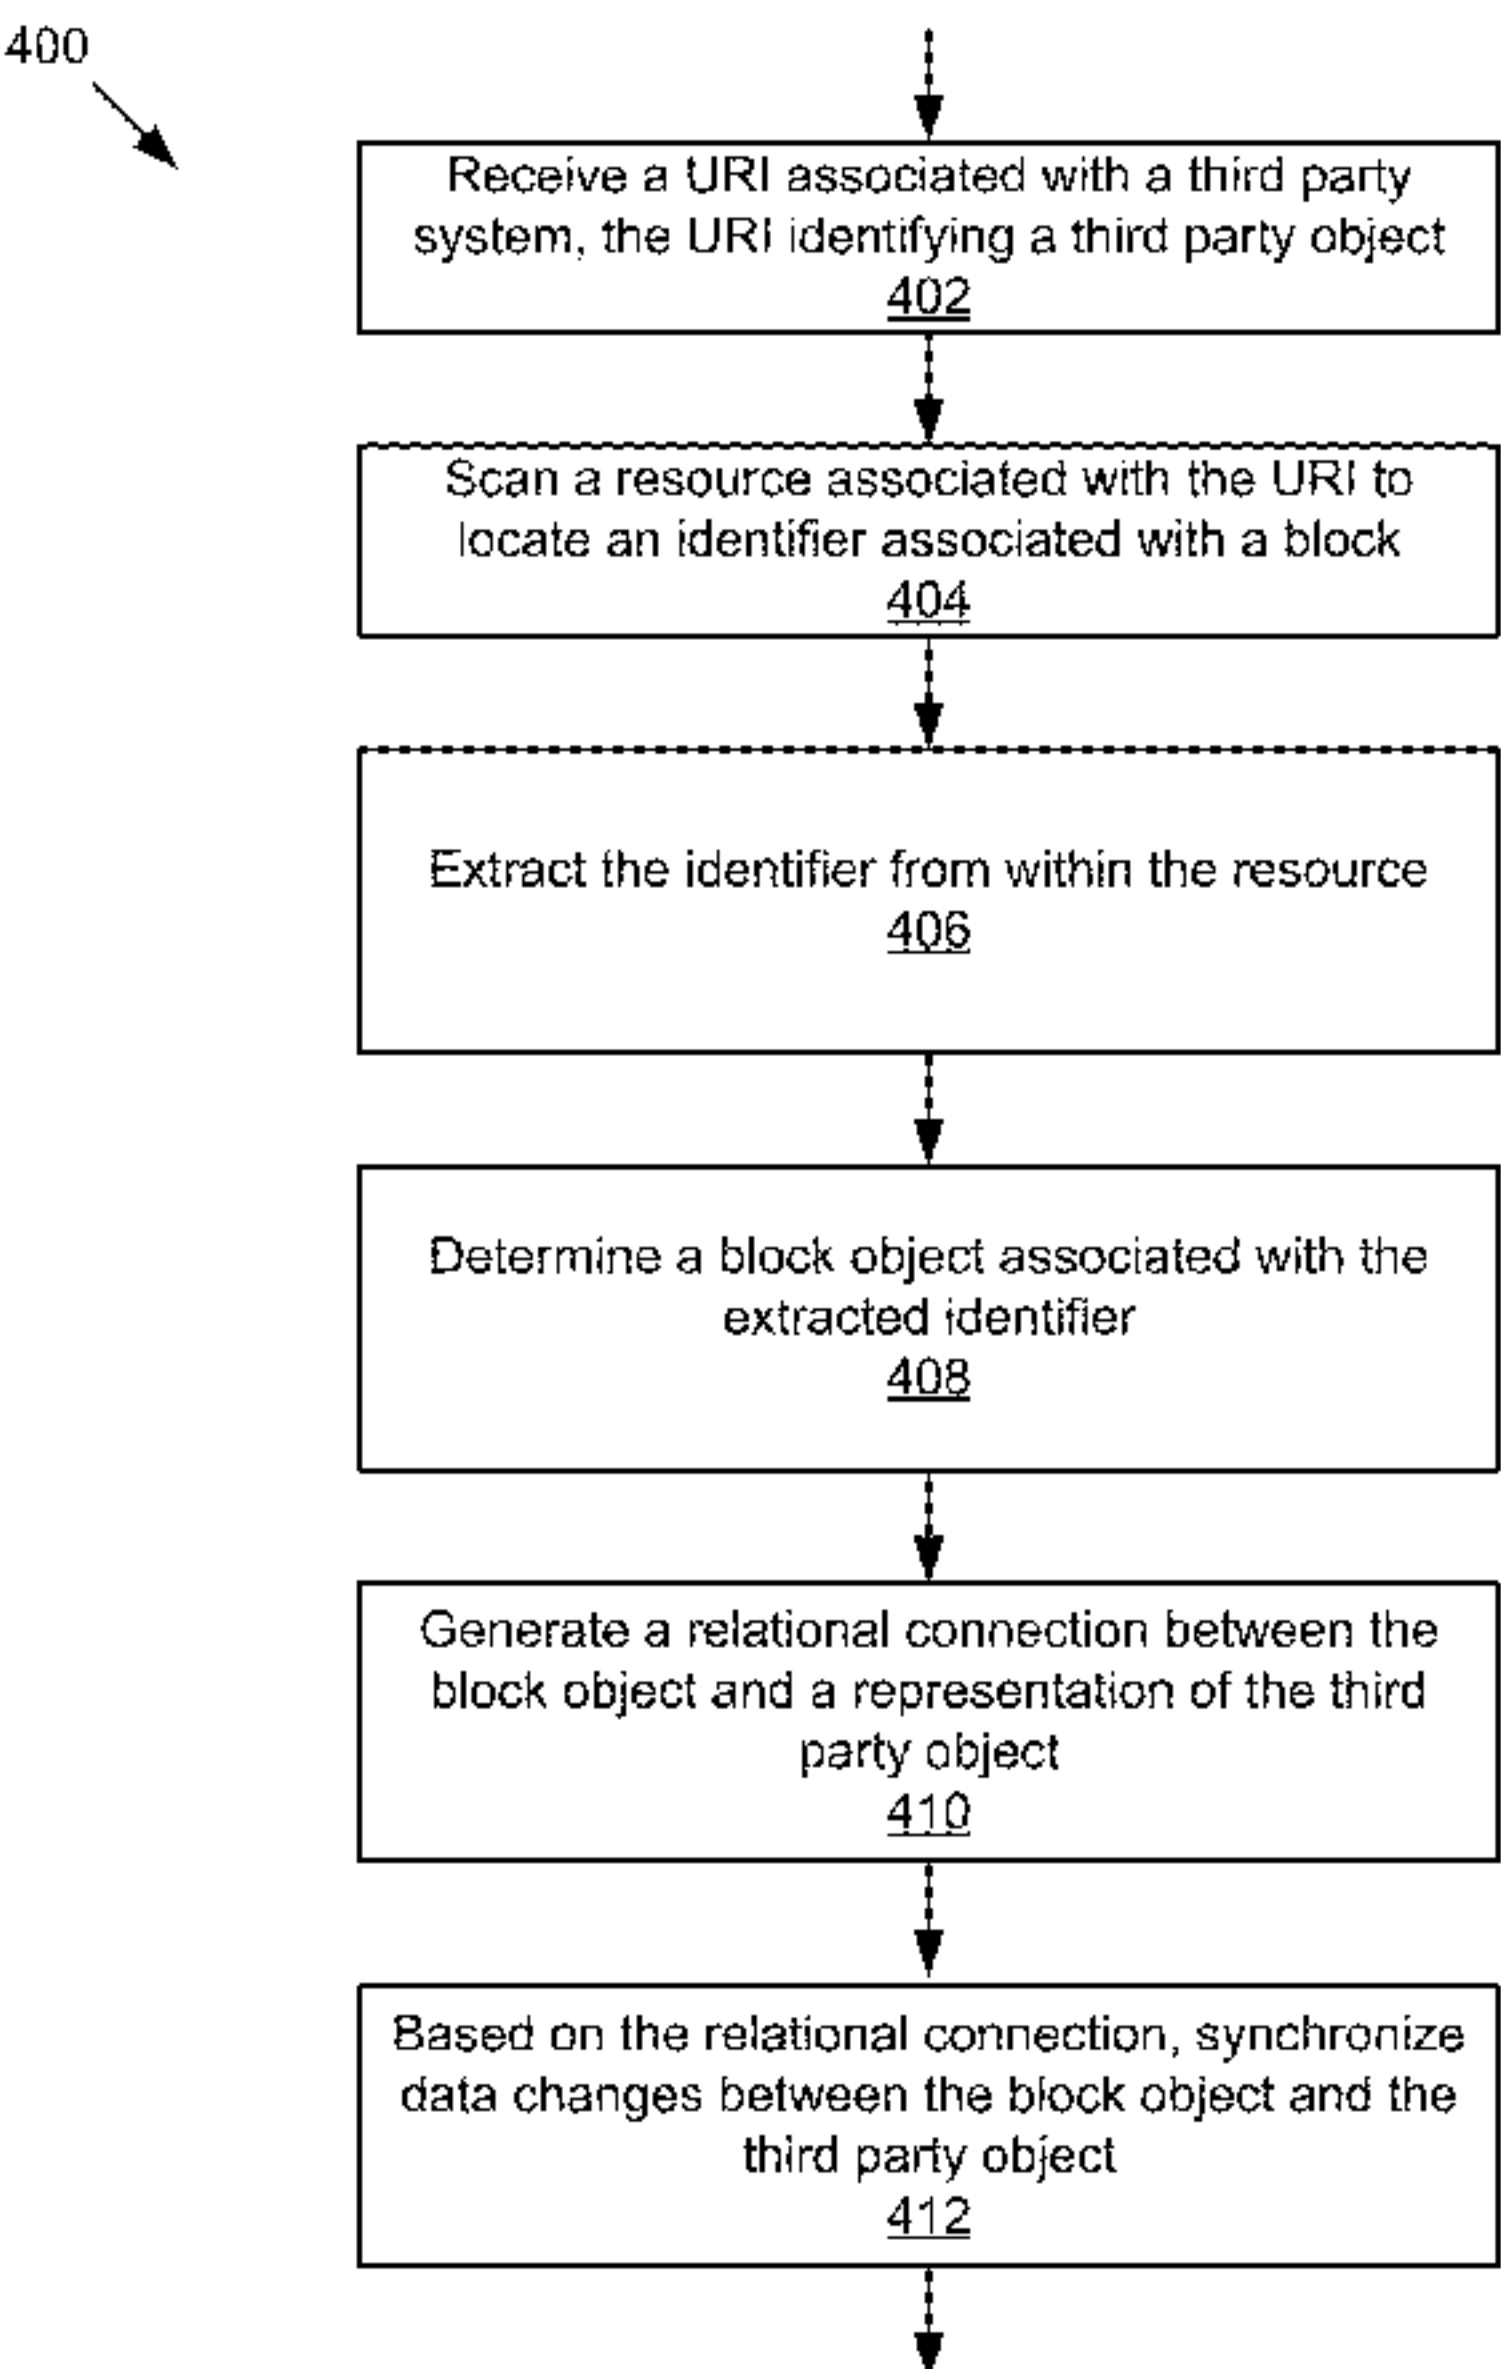 400
Receive a URI associated with a third party
system, the URI identifying a third party object
402
Scan a resource associated with the URI to
locate an identifier associated with a block
404
Extract the identifier from within the resource
406
Determine a block object associated with the
extracted identifier
408
Generate a relational connection between the
block object and a representation of the third
party object
410
Based on the relational connection, synchronize
data changes between the block object and the
third party object
412